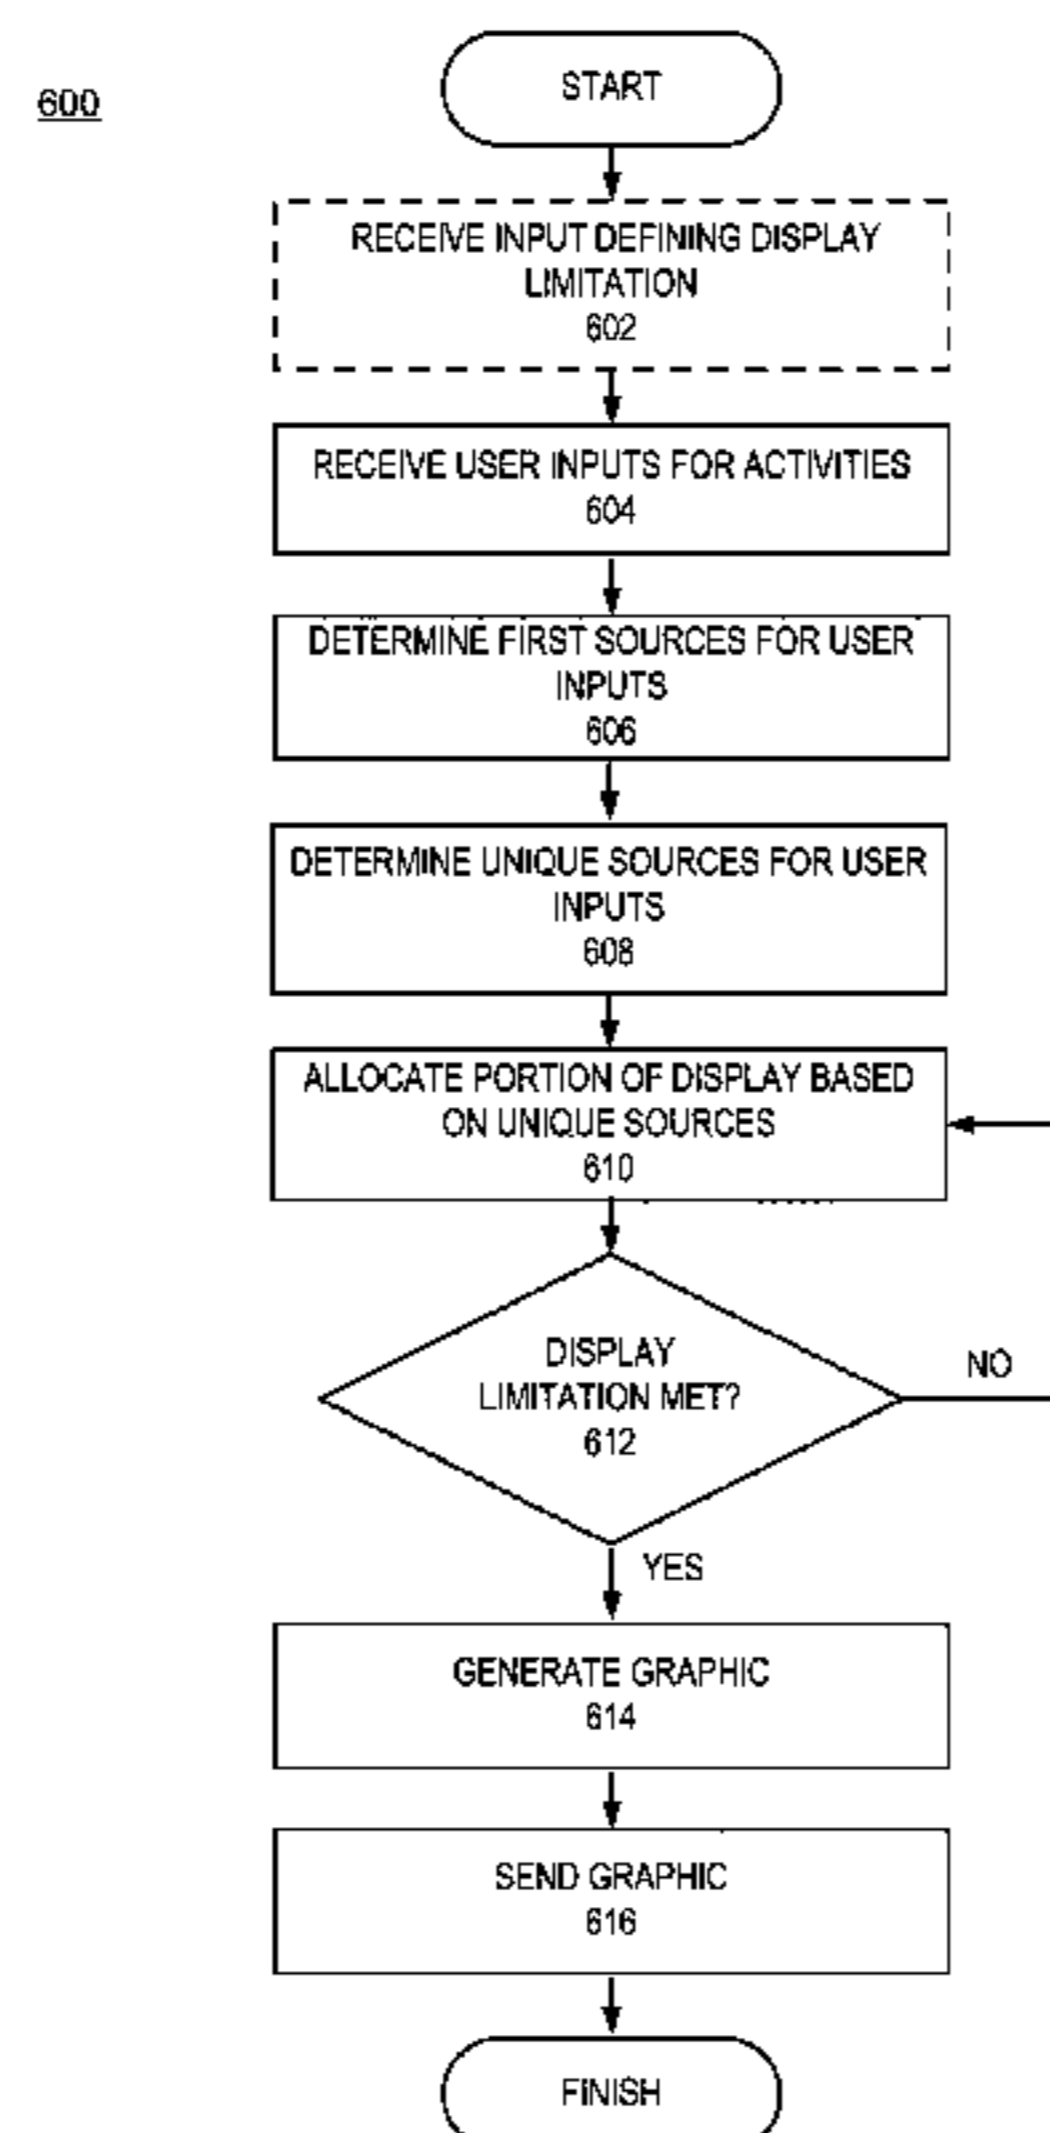 600
START
RECEIVE INPUT DEFINING DISPLAY
LIMITATION
602
RECEIVE USER INPUTS FOR ACTIVITIES
604
DETERMINE FIRST SOURCES FOR USER
INPUTS
606
DETERMINE UNIQUE SOURCES FOR USER
INPUTS
608
ALLOCATE PORTION OF DISPLAY BASED
ON UNIQUE SOURCES
610
DISPLAY
LIMITATION MET?
612
NO
YES
GENERATE GRAPHIC
614
SEND GRAPHIC
616
FINISH